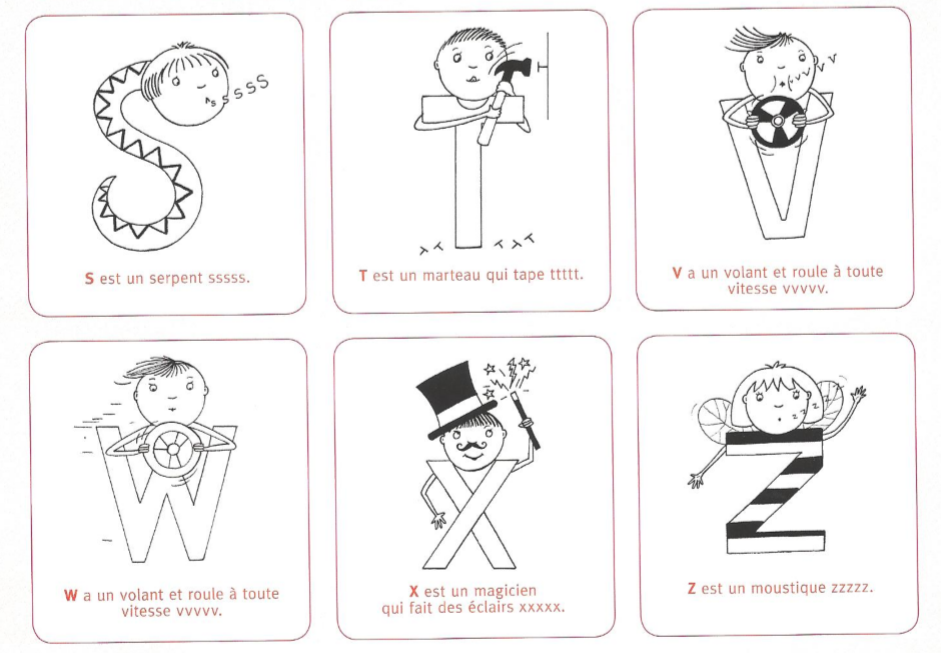 s s s s s
S est un serpent sssss.
T
T T T T T
T est un marteau qui tape ttttt.
v v v v v
V a un volant et roule à toute
vitesse vvvvv.
W
W a un volant et roule à toute
vitesse vvvvv.
X
X est un magicien
qui fait des éclairs xxxxx.
z z z z
Z
Z est un moustique zzzzz.